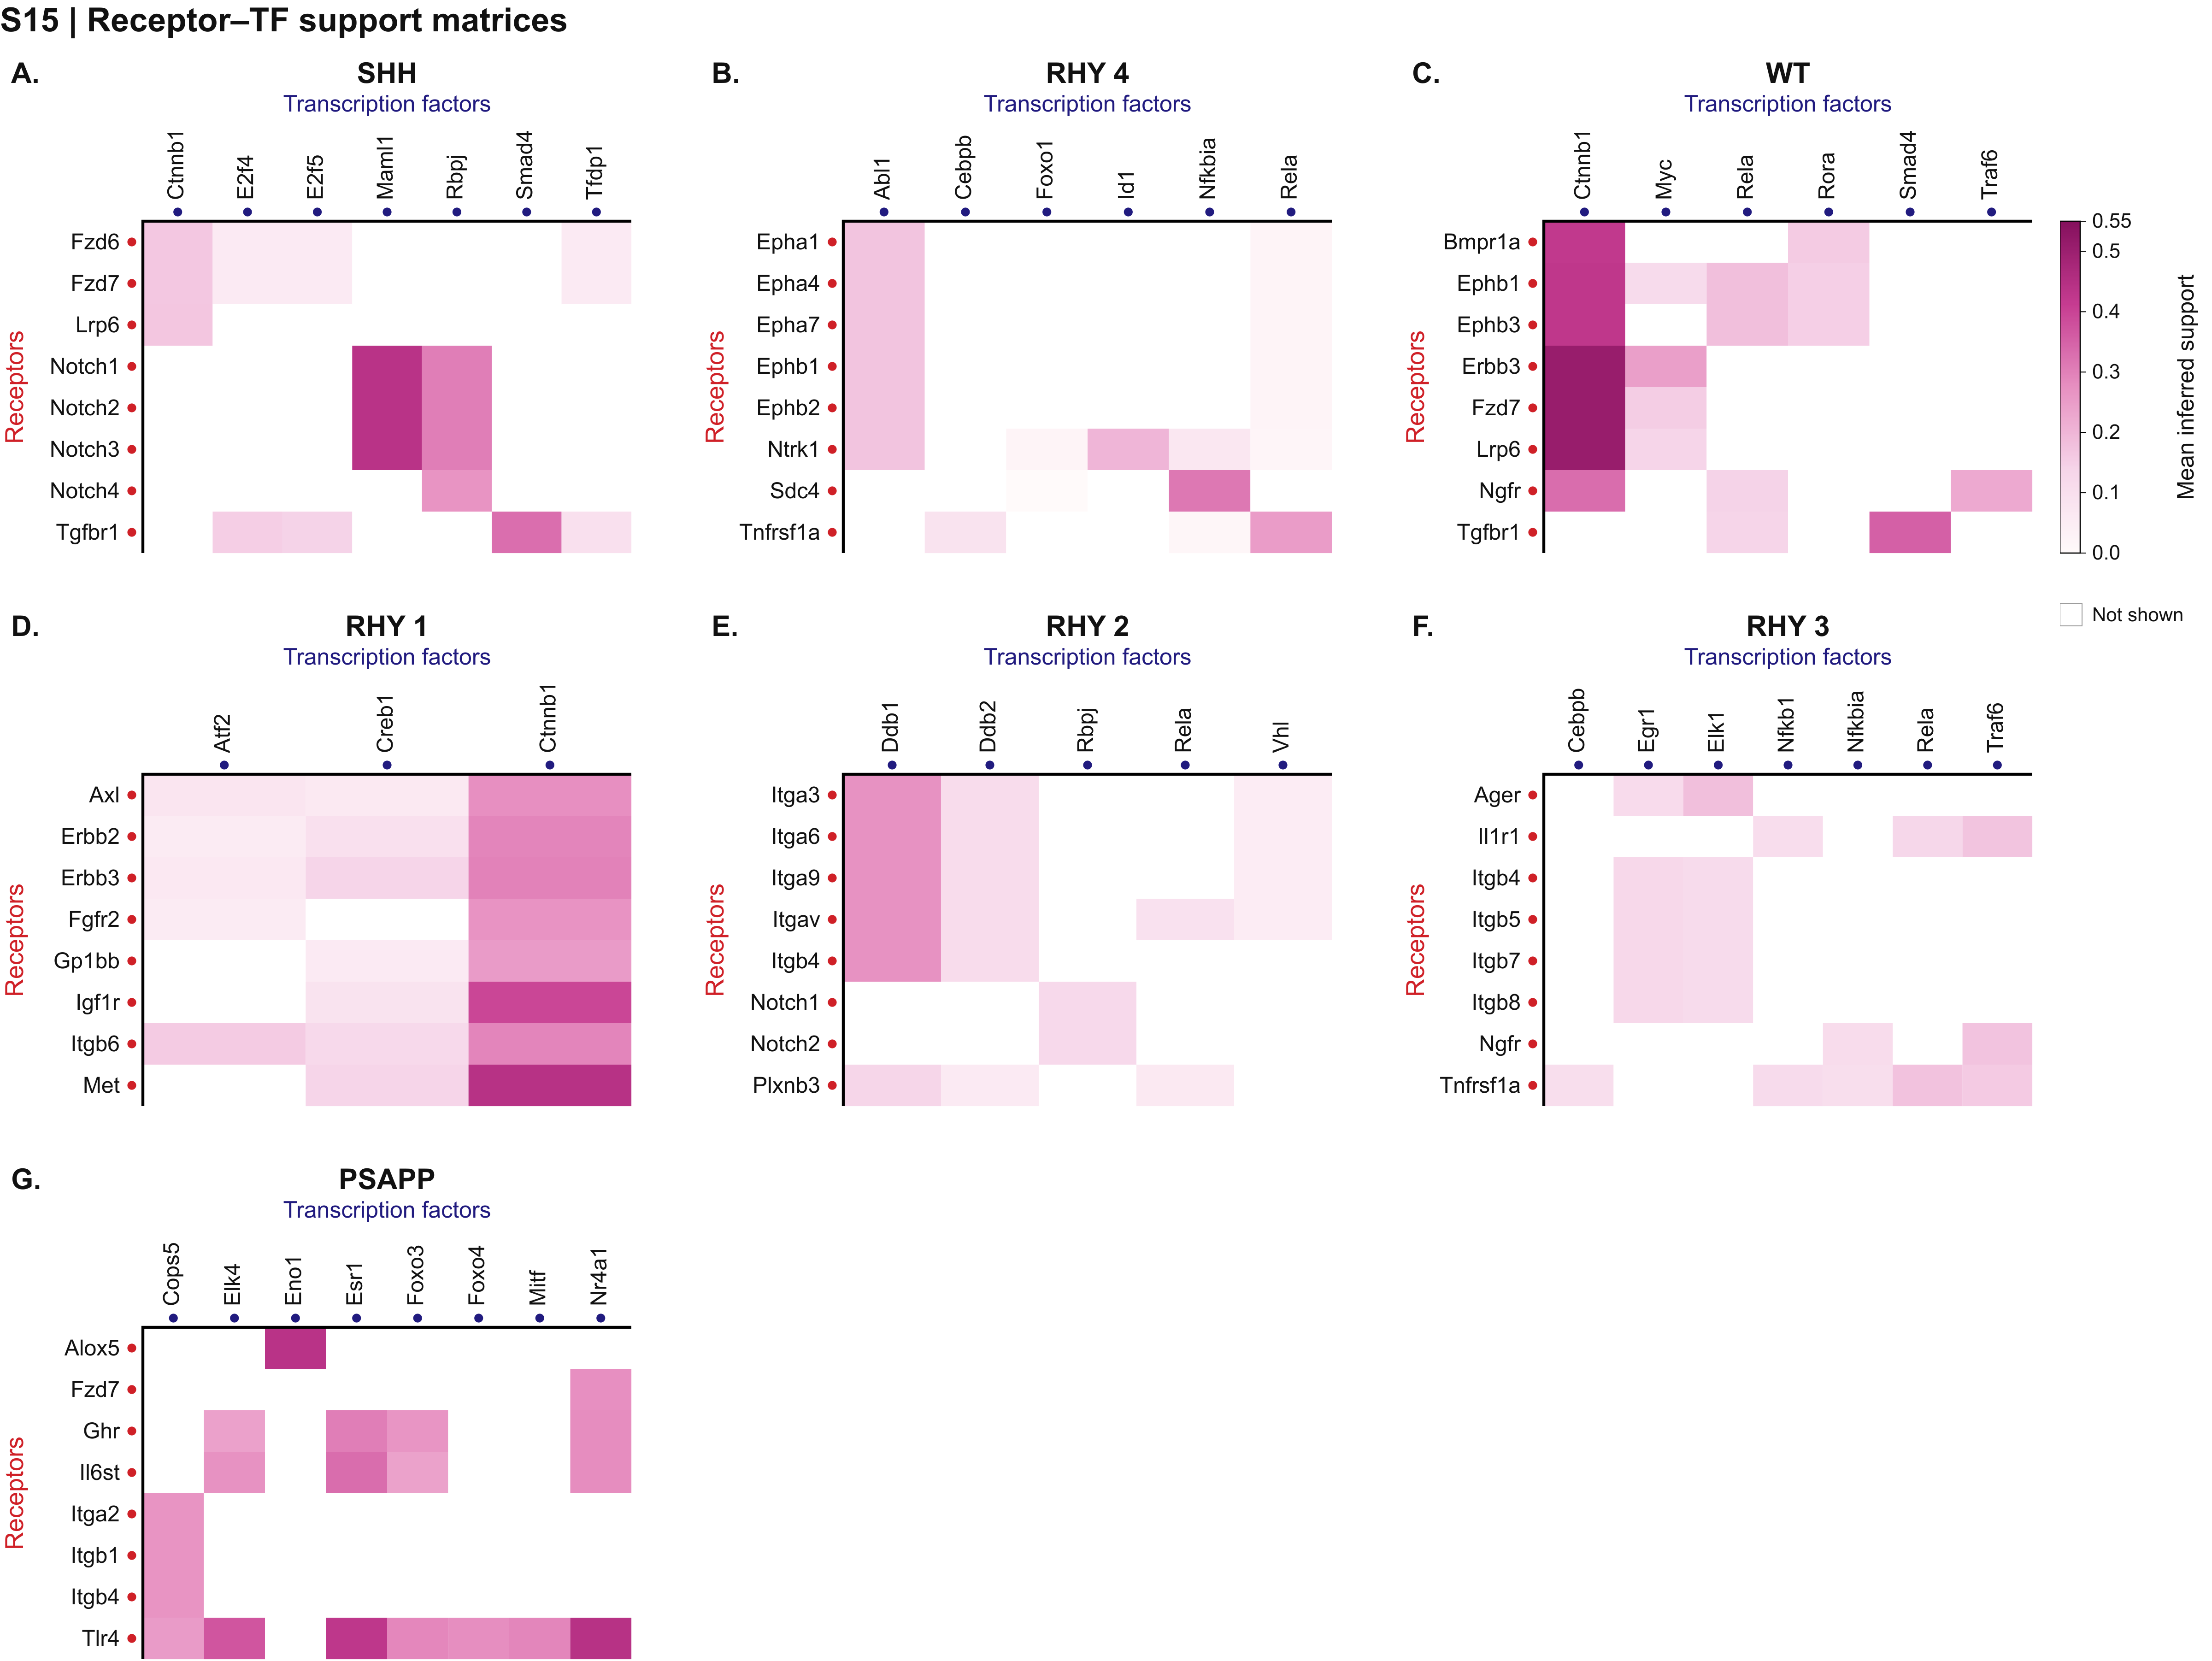 S15 | Receptor–TF support matrices
A.
SHH
Transcription factors
Ctnnb1
E2f4
E2f5
Maml1
Rbpj
Smad4
Tfdp1
Receptors
Fzd6
Fzd7
Lrp6
Notch1
Notch2
Notch3
Notch4
Tgfbr1
B.
RHY 4
Transcription factors
Abl1
Cebpb
Foxo1
Id1
Nfkbia
Rela
Receptors
Epha1
Epha4
Epha7
Ephb1
Ephb2
Ntrk1
Sdc4
Tnfrsf1a
C.
WT
Transcription factors
Ctnnb1
Myc
Rela
Rora
Smad4
Traf6
Receptors
Bmpr1a
Ephb1
Ephb3
Erbb3
Fzd7
Lrp6
Ngfr
Tgfbr1
0.55
0.5
0.4
0.3
0.2
0.1
0.0
Mean inferred support
Not shown
D.
RHY 1
Transcription factors
Atf2
Creb1
Ctnnb1
Receptors
Axl
Erbb2
Erbb3
Fgfr2
Gp1bb
Igf1r
Itgb6
Met
E.
RHY 2
Transcription factors
Ddb1
Ddb2
Rbpj
Rela
Vhl
Receptors
Itga3
Itga6
Itga9
Itgav
Itgb4
Notch1
Notch2
Plxnb3
F.
RHY 3
Transcription factors
Cebpb
Egr1
Elk1
Nfkb1
Nfkbia
Rela
Traf6
Receptors
Ager
Il1r1
Itgb4
Itgb5
Itgb7
Itgb8
Ngfr
Tnfrsf1a
G.
PSAPP
Transcription factors
Cops5
Elk4
Eno1
Esr1
Foxo3
Foxo4
Mitf
Nr4a1
Receptors
Alox5
Fzd7
Ghr
Il6st
Itga2
Itgb1
Itgb4
Tlr4